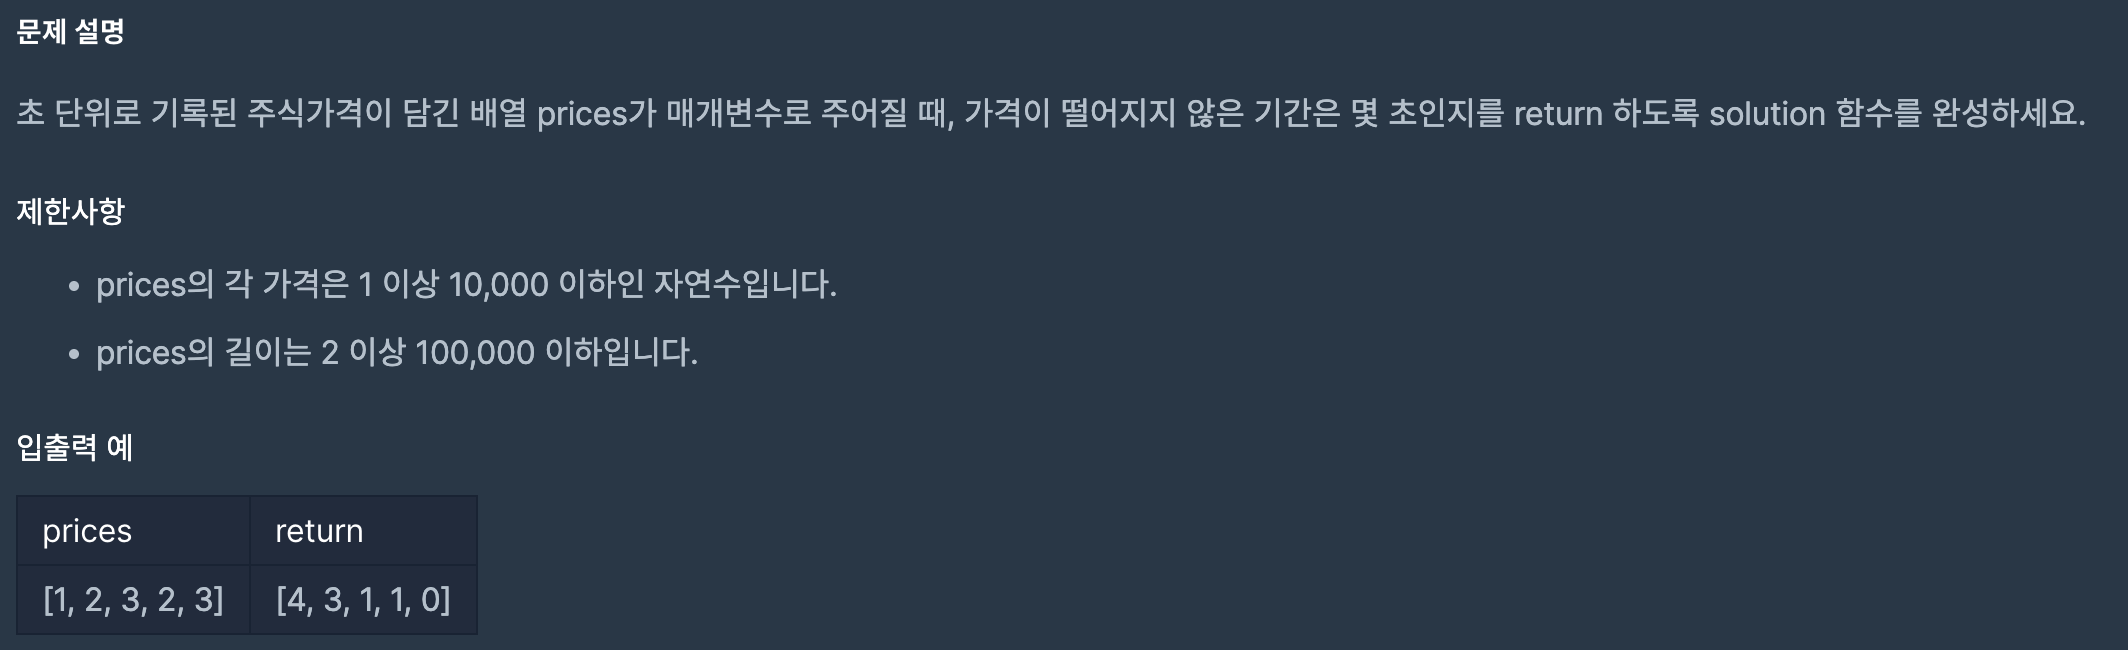 문제 설명
초 단위로 기록된 주식가격이 담긴 배열 prices가 매개변수로 주어질 때, 가격이 떨어지지 않은 기간은 몇 초인지를 return 하도록 solution 함수를 완성하세요.
제한사항
• prices의 각 가격은 1 이상 10,000 이하인 자연수입니다.
• prices의 길이는 2 이상 100,000 이하입니다.
입출력 예
prices return
[1, 2, 3, 2, 3] [4, 3, 1, 1, 0]